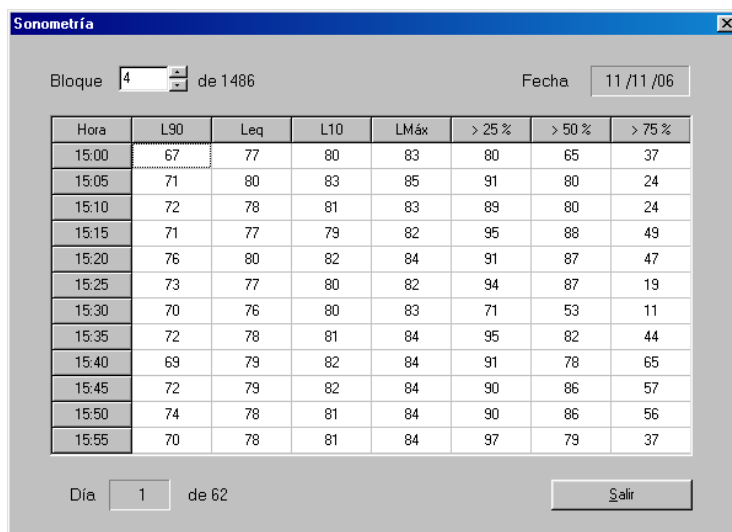 Sonometría
Bloque 4 de 1486 Fecha 11 /11 /06
Hora L90 Leq L10 LMáx > 25 % > 50 % > 75 %
15:00 67 77 80 83 80 65 37
15:05 71 80 83 85 91 80 24
15:10 72 78 81 83 89 80 24
15:15 71 77 79 82 95 88 49
15:20 76 80 82 84 91 87 47
15:25 73 77 80 82 94 87 19
15:30 70 76 80 83 71 53 11
15:35 72 78 81 84 95 82 44
15:40 69 79 82 84 91 78 65
15:45 72 79 82 84 90 86 57
15:50 74 78 81 84 90 86 56
15:55 70 78 81 84 97 79 37
Día 1 de 62 Salir